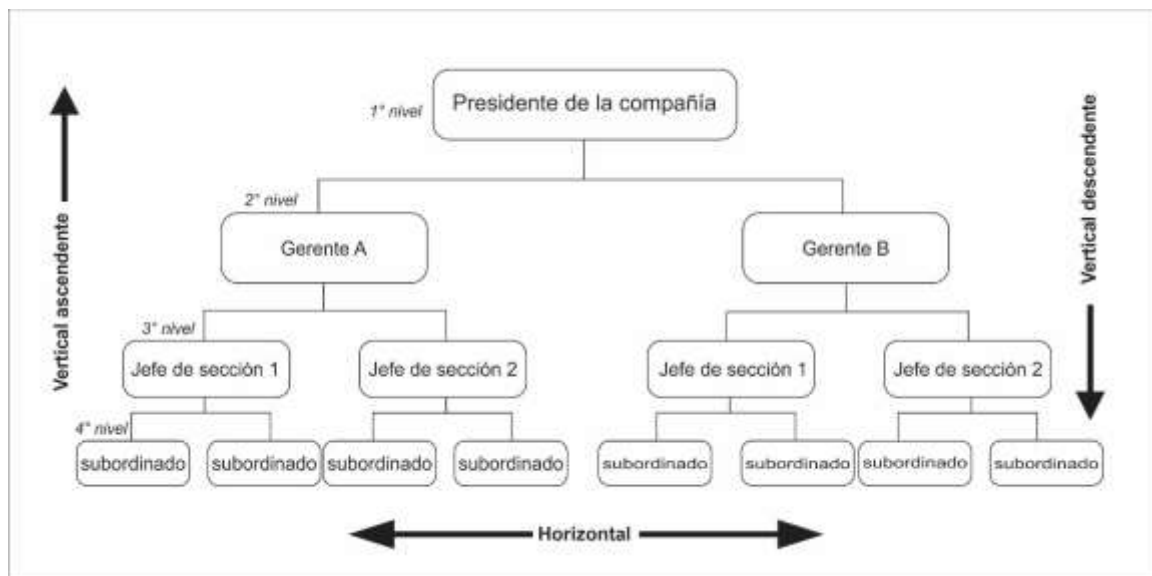 Presidente de la compañía
1° nivel
2° nivel
Gerente A
Gerente B
3° nivel
Jefe de sección 1
Jefe de sección 2
Jefe de sección 1
Jefe de sección 2
4° nivel
subordinado
subordinado
subordinado
subordinado
subordinado
subordinado
subordinado
subordinado
Vertical ascendente
Vertical descendente
Horizontal